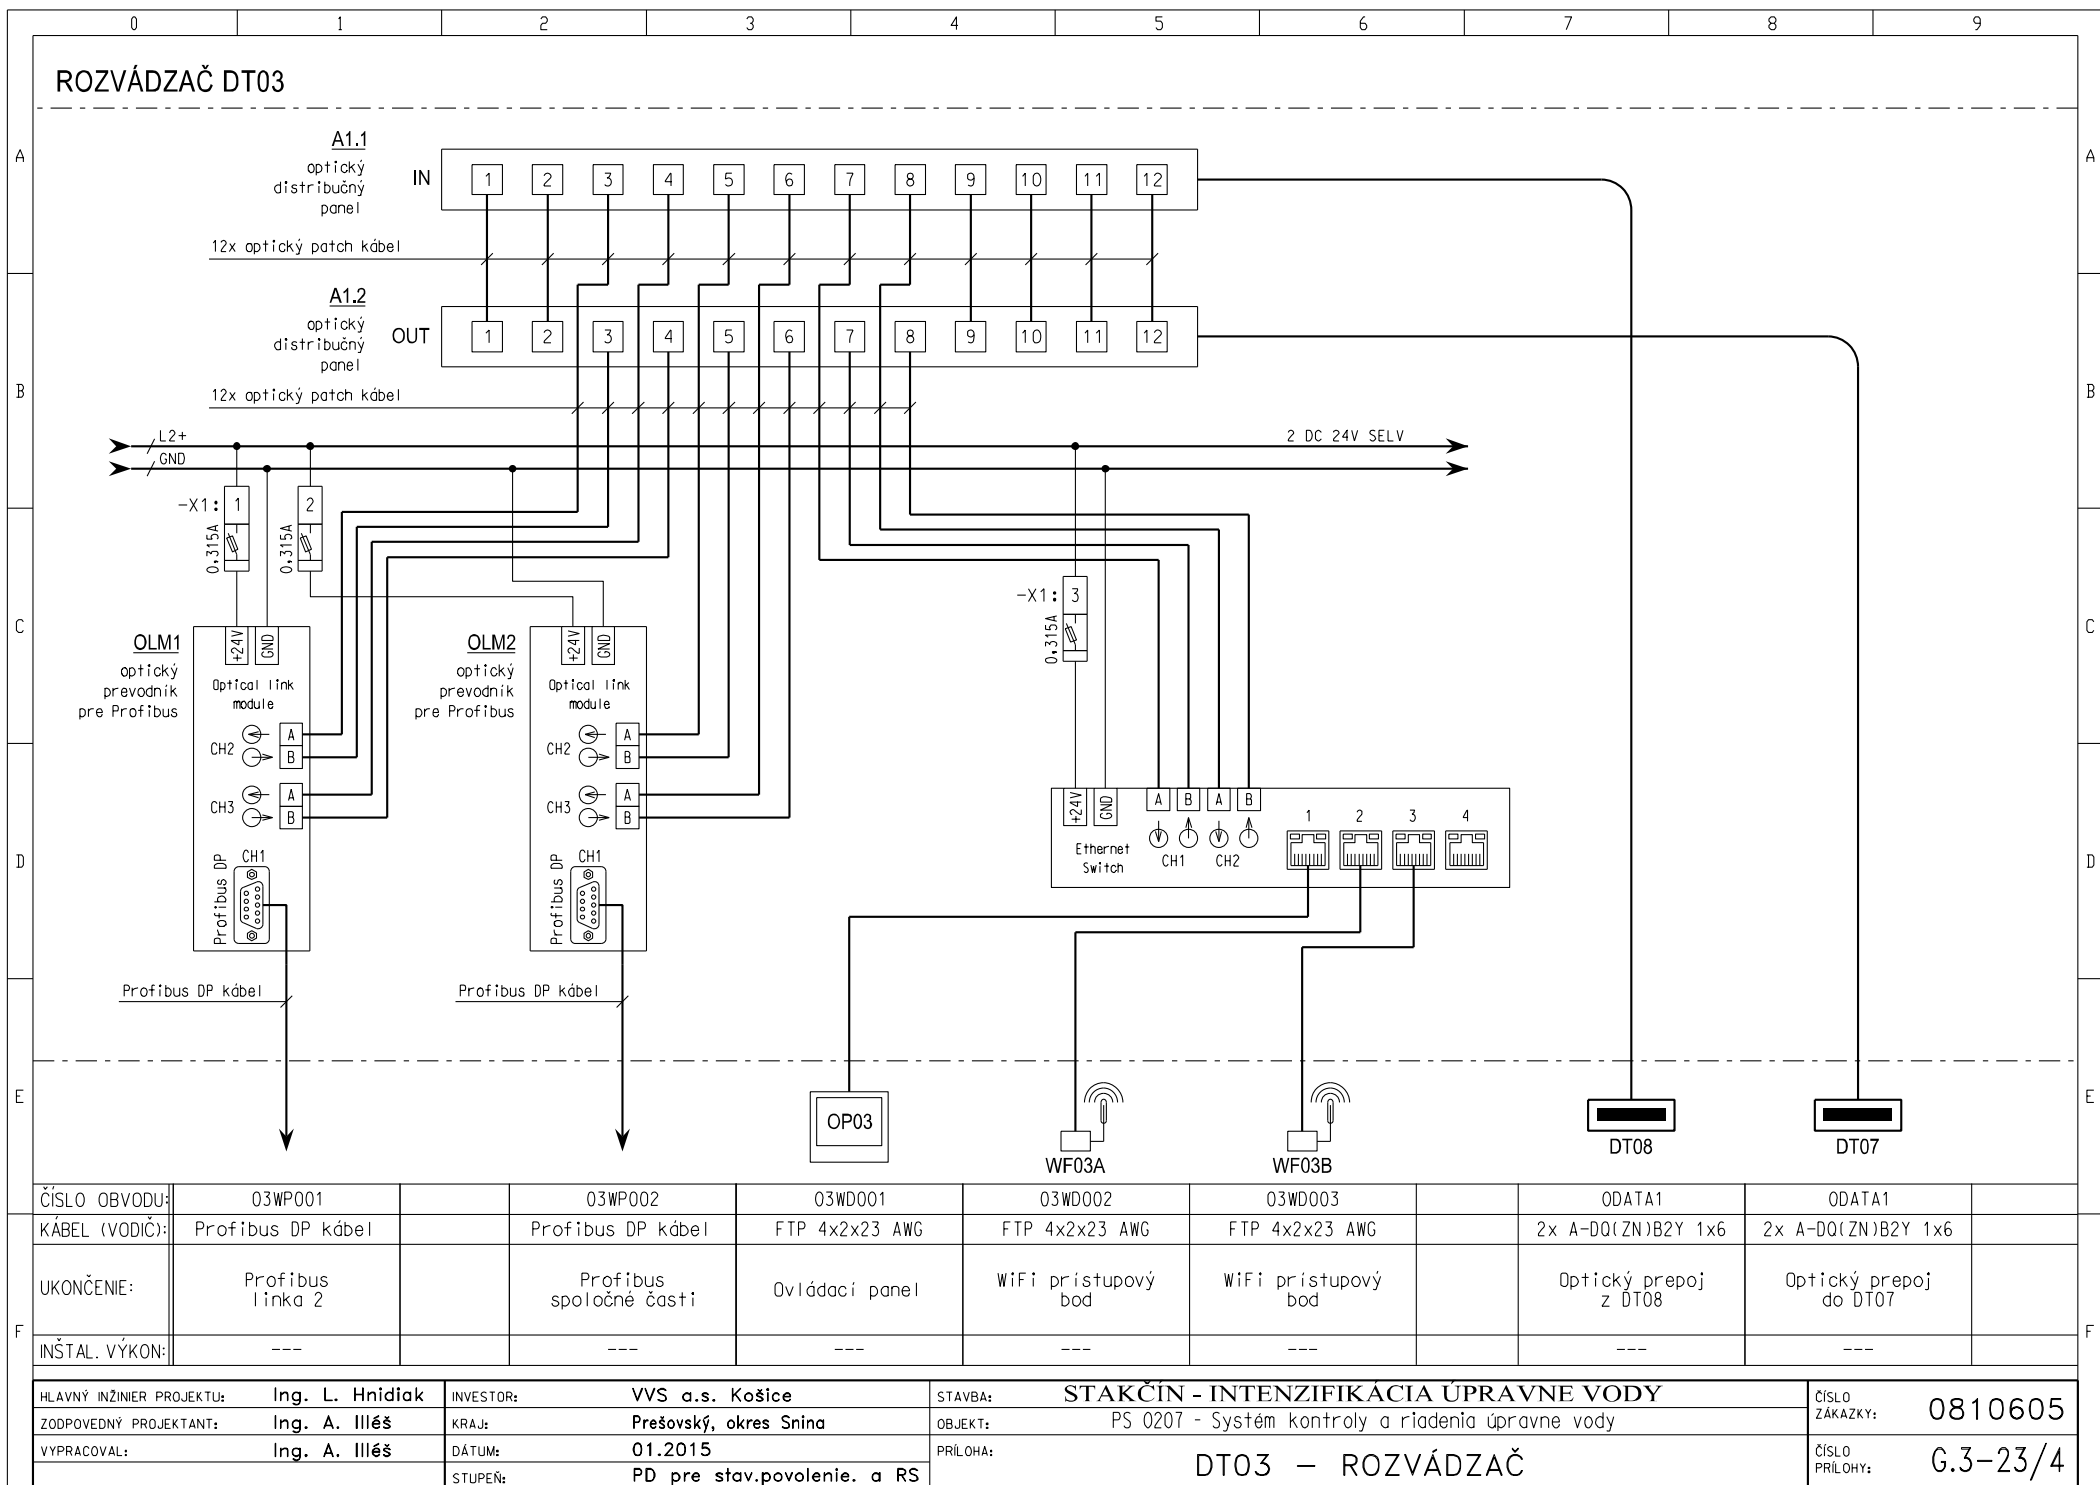 0 1 2 3 4 5 6 7 8 9
ROZVÁDZAČ DT03
A A
A1.1
optický
distribučný
panel
IN
1 2 3 4 5 6 7 8 9 10 11 12
12x optický patch kábel
A1.2
optický
distribučný
panel
OUT
1 2 3 4 5 6 7 8 9 10 11 12
B B
12x optický patch kábel
L2+
2 DC 24V SELV
GND
-X1: 1 2
0,315A 0,315A
-X1: 3
0,315A
C C
OLM1
optický
prevodník
pre Profibus
+24V GND
Optical link
module
CH2 A
B
CH3 A
B
CH1
Profibus DP
OLM2
optický
prevodník
pre Profibus
+24V GND
Optical link
module
CH2 A
B
CH3 A
B
CH1
Profibus DP
+24V GND A B A B
1 2 3 4
Ethernet
Switch
CH1 CH2
D D
Profibus DP kábel
Profibus DP kábel
E E
OP03
WF03A
WF03B
DT08
DT07
ČÍSLO OBVODU: 03WP001 03WP002 03WD001 03WD002 03WD003 ODATA1 ODATA1
KÁBEL (VODIČ): Profibus DP kábel Profibus DP kábel FTP 4x2x23 AWG FTP 4x2x23 AWG FTP 4x2x23 AWG 2x A-DQ(ZN)B2Y 1x6 2x A-DQ(ZN)B2Y 1x6
UKONČENIE:
Profibus
linka 2
Profibus
spoločné časti
Ovládací panel
WiFi prístupový
bod
WiFi prístupový
bod
Optický prepoj
z DT08
Optický prepoj
do DT07
F F
INŠTAL. VÝKON: --- --- --- --- --- --- ---
HLAVNÝ INŽINIER PROJEKTU: Ing. L. Hnidiak
ZODPOVEDNÝ PROJEKTANT: Ing. A. Illéš
VYPRACOVAL: Ing. A. Illéš
INVESTOR: VVS a.s. Košice
KRAJ: Prešovský, okres Snina
DÁTUM: 01.2015
STUPEŇ: PD pre stav.povolenie. a RS
STAVBA: STAKČÍN - INTENZIFIKÁCIA ÚPRAVNE VODY
OBJEKT: PS 0207 - Systém kontroly a riadenia úpravne vody
PRÍLOHA: DT03 – ROZVÁDZAČ
ČÍSLO
ZÁKAZKY: 0810605
ČÍSLO
PRÍLOHY: G.3-23/4